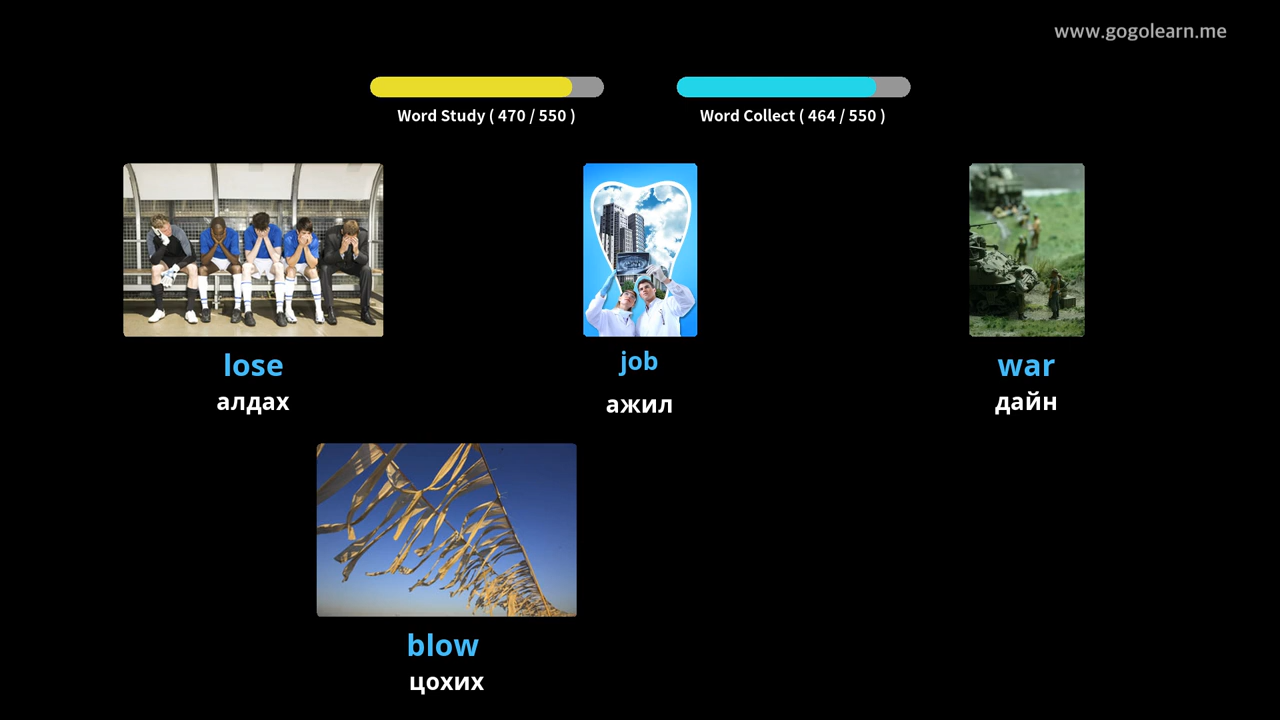 www.gogolearn.me
Word Study ( 470 / 550 )
Word Collect ( 464 / 550 )
lose
алдах
job
ажил
war
дайн
blow
цохих